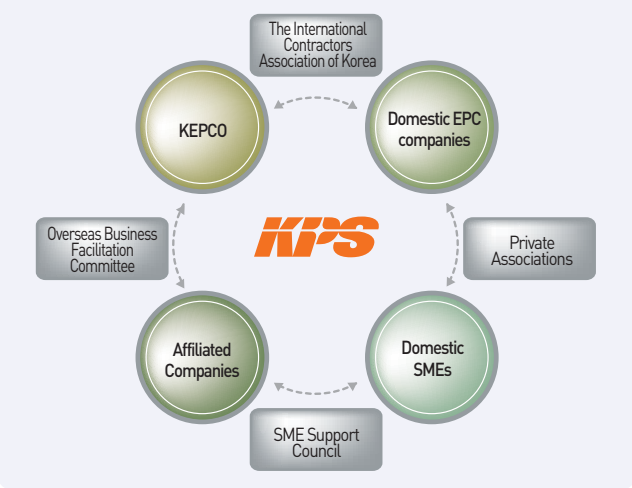 The International
Contractors
Association of Korea
KEPCO
Domestic EPC
companies
Overseas Business
Facilitation
Committee
KPS
Private
Associations
Affiliated
Companies
Domestic
SMEs
SME Support
Council